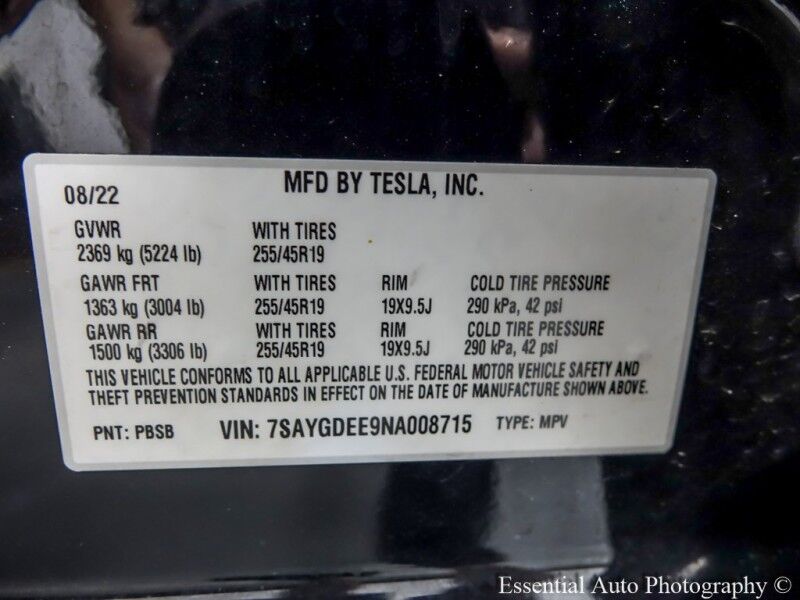 MFD BY TESLA, INC.
08/22
GVWR WITH TIRES
2369 kg (5224 lb) 255/45R19
GAWR FRT WITH TIRES RIM COLD TIRE PRESSURE
1363 kg (3004 lb) 255/45R19 19X9.5J 290 kPa, 42 psi
GAWR RR WITH TIRES RIM COLD TIRE PRESSURE
1500 kg (3306 lb) 255/45R19 19X9.5J 290 kPa, 42 psi
THIS VEHICLE CONFORMS TO ALL APPLICABLE U.S. FEDERAL MOTOR VEHICLE SAFETY AND
THEFT PREVENTION STANDARDS IN EFFECT ON THE DATE OF MANUFACTURE SHOWN ABOVE.
PNT: PBSB VIN: 7SAYGDEE9NA008715 TYPE: MPV
Essential Auto Photography ©